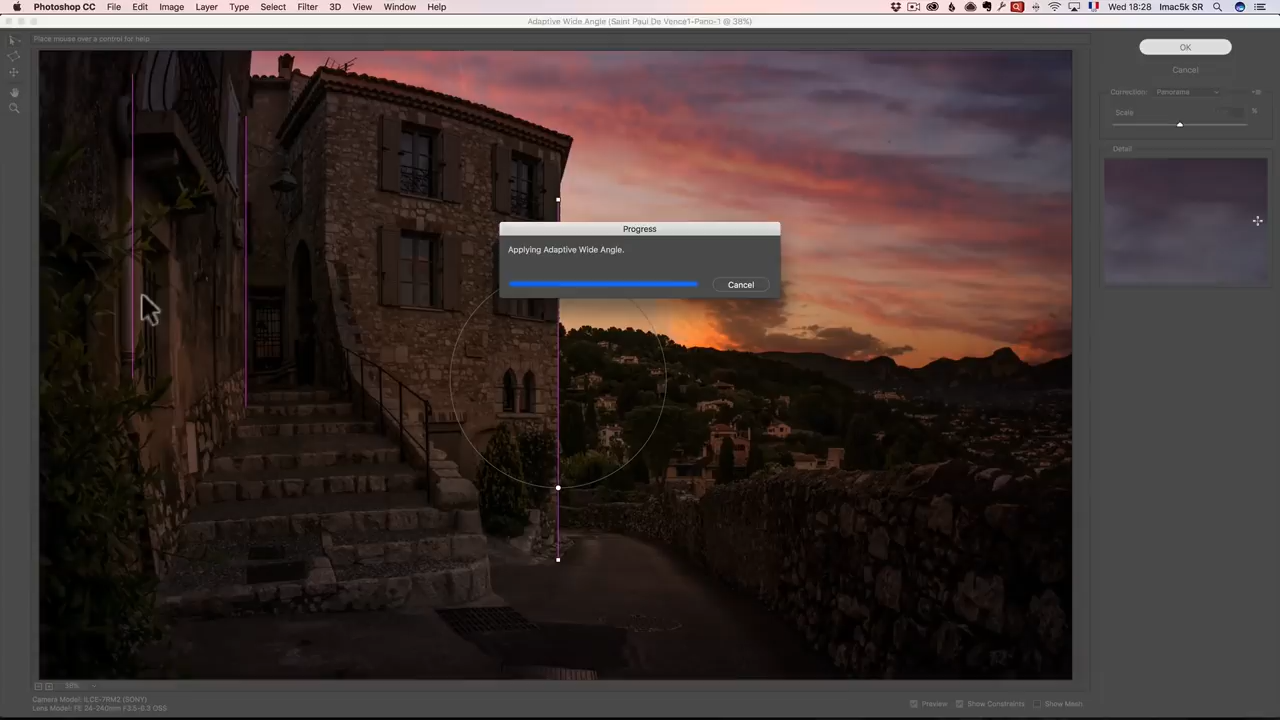 Photoshop CC File Edit Image Layer Type Select Filter 3D View Window Help Wed 18:28 Imac5k SR
Adaptive Wide Angle (Saint Paul De Vence1-Pano-1 @ 38%)
Place mouse over a control for help
OK
Cancel
Correction: Panorama
Scale %
Detail
Progress
Applying Adaptive Wide Angle.
Cancel
38%
Camera Model: ILCE-7RM2 (SONY)
Lens Model: FE 24-240mm F3.5-6.3 OSS
Preview Show Constraints Show Mesh